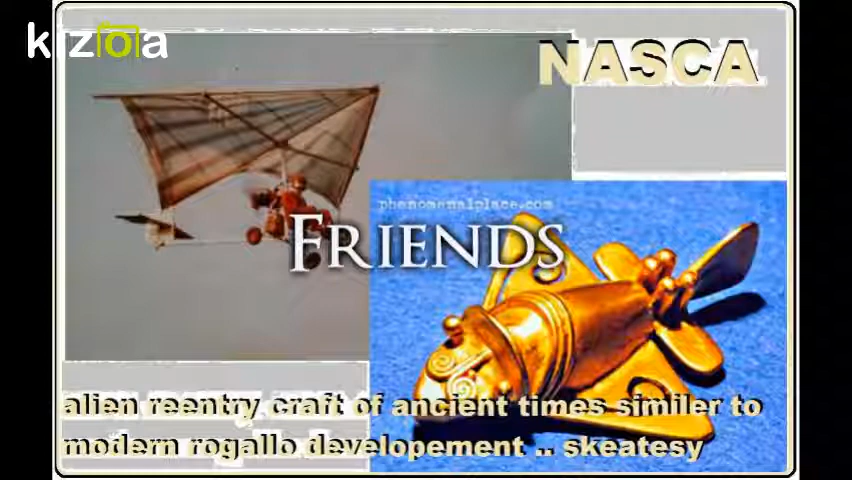 kizoa
NASCA
phenomenalplace.com
FRIENDS
alien reentry craft of ancient times similer to
modern rogallo developement .. skeatesy